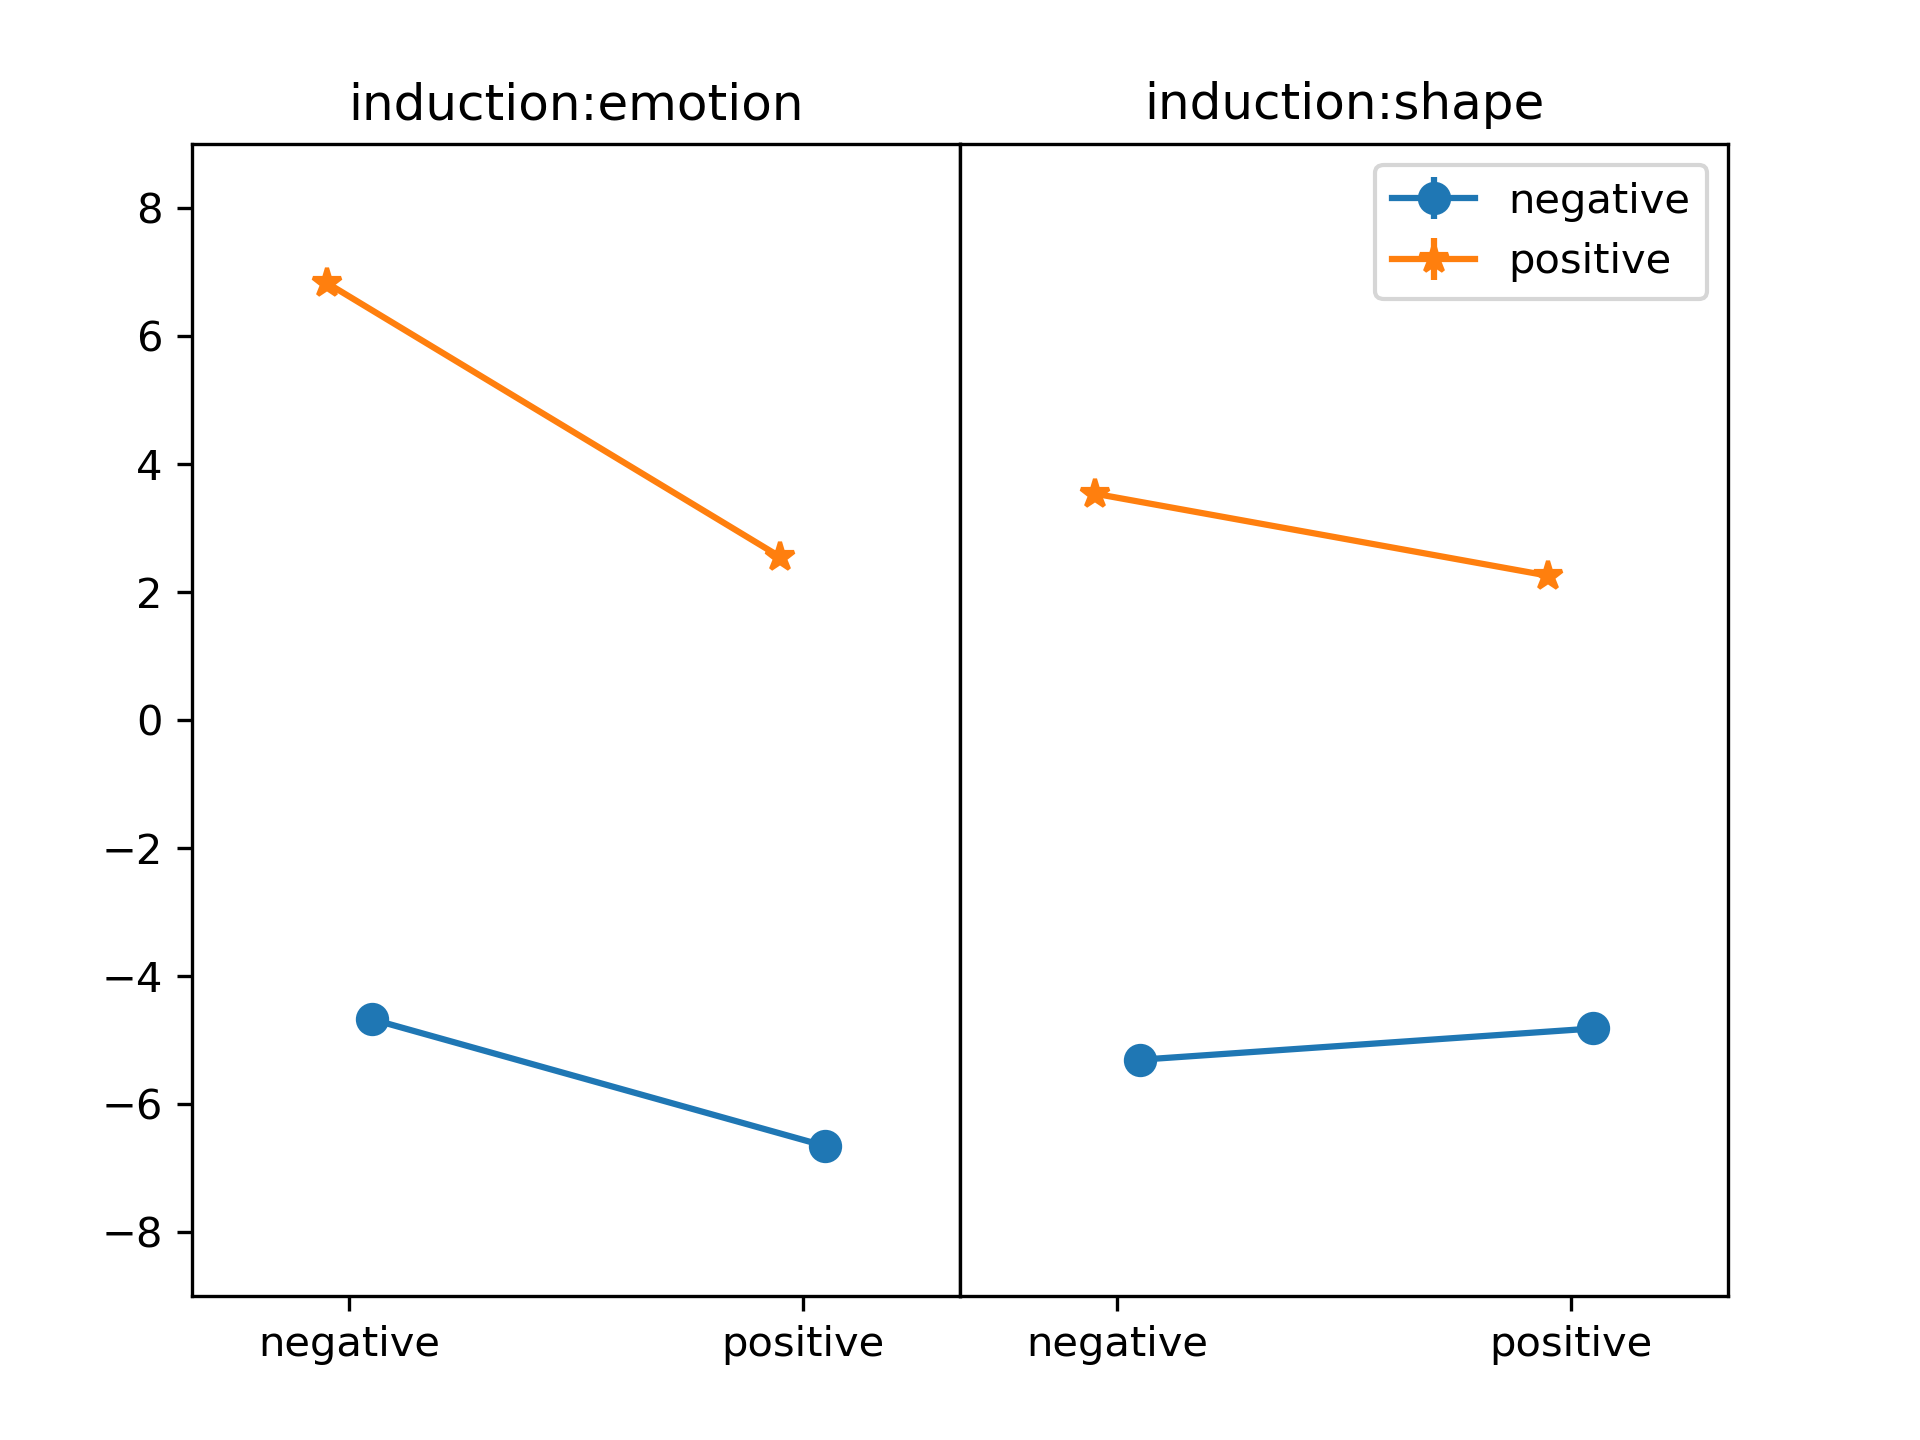 induction:emotion
induction:shape
negative
positive
8
6
4
2
0
−2
−4
−6
−8
negative positive negative positive